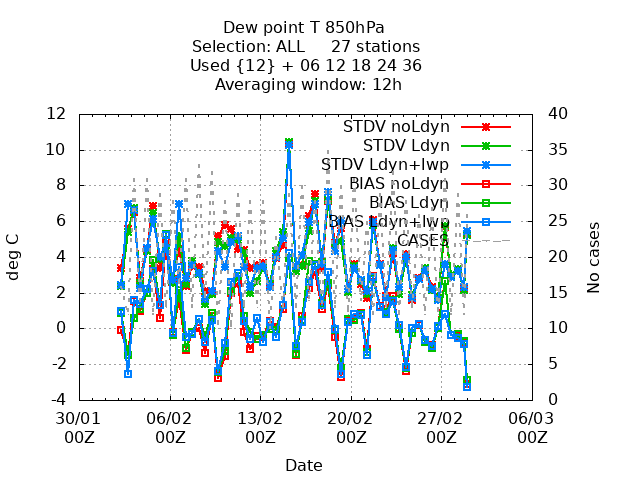 Dew point T 850hPa
Selection: ALL 27 stations
Used {12} + 06 12 18 24 36
Averaging window: 12h
12 40
10 35
8 30
6 25
4 20
2 15
0 10
-2 5
-4 0
deg C
No cases
STDV noLdyn
STDV Ldyn
STDV Ldyn+lwp
BIAS noLdyn
BIAS Ldyn
BIAS Ldyn+lwp
CASES
30/01 06/02 13/02 20/02 27/02 06/03
00Z 00Z 00Z 00Z 00Z 00Z
Date